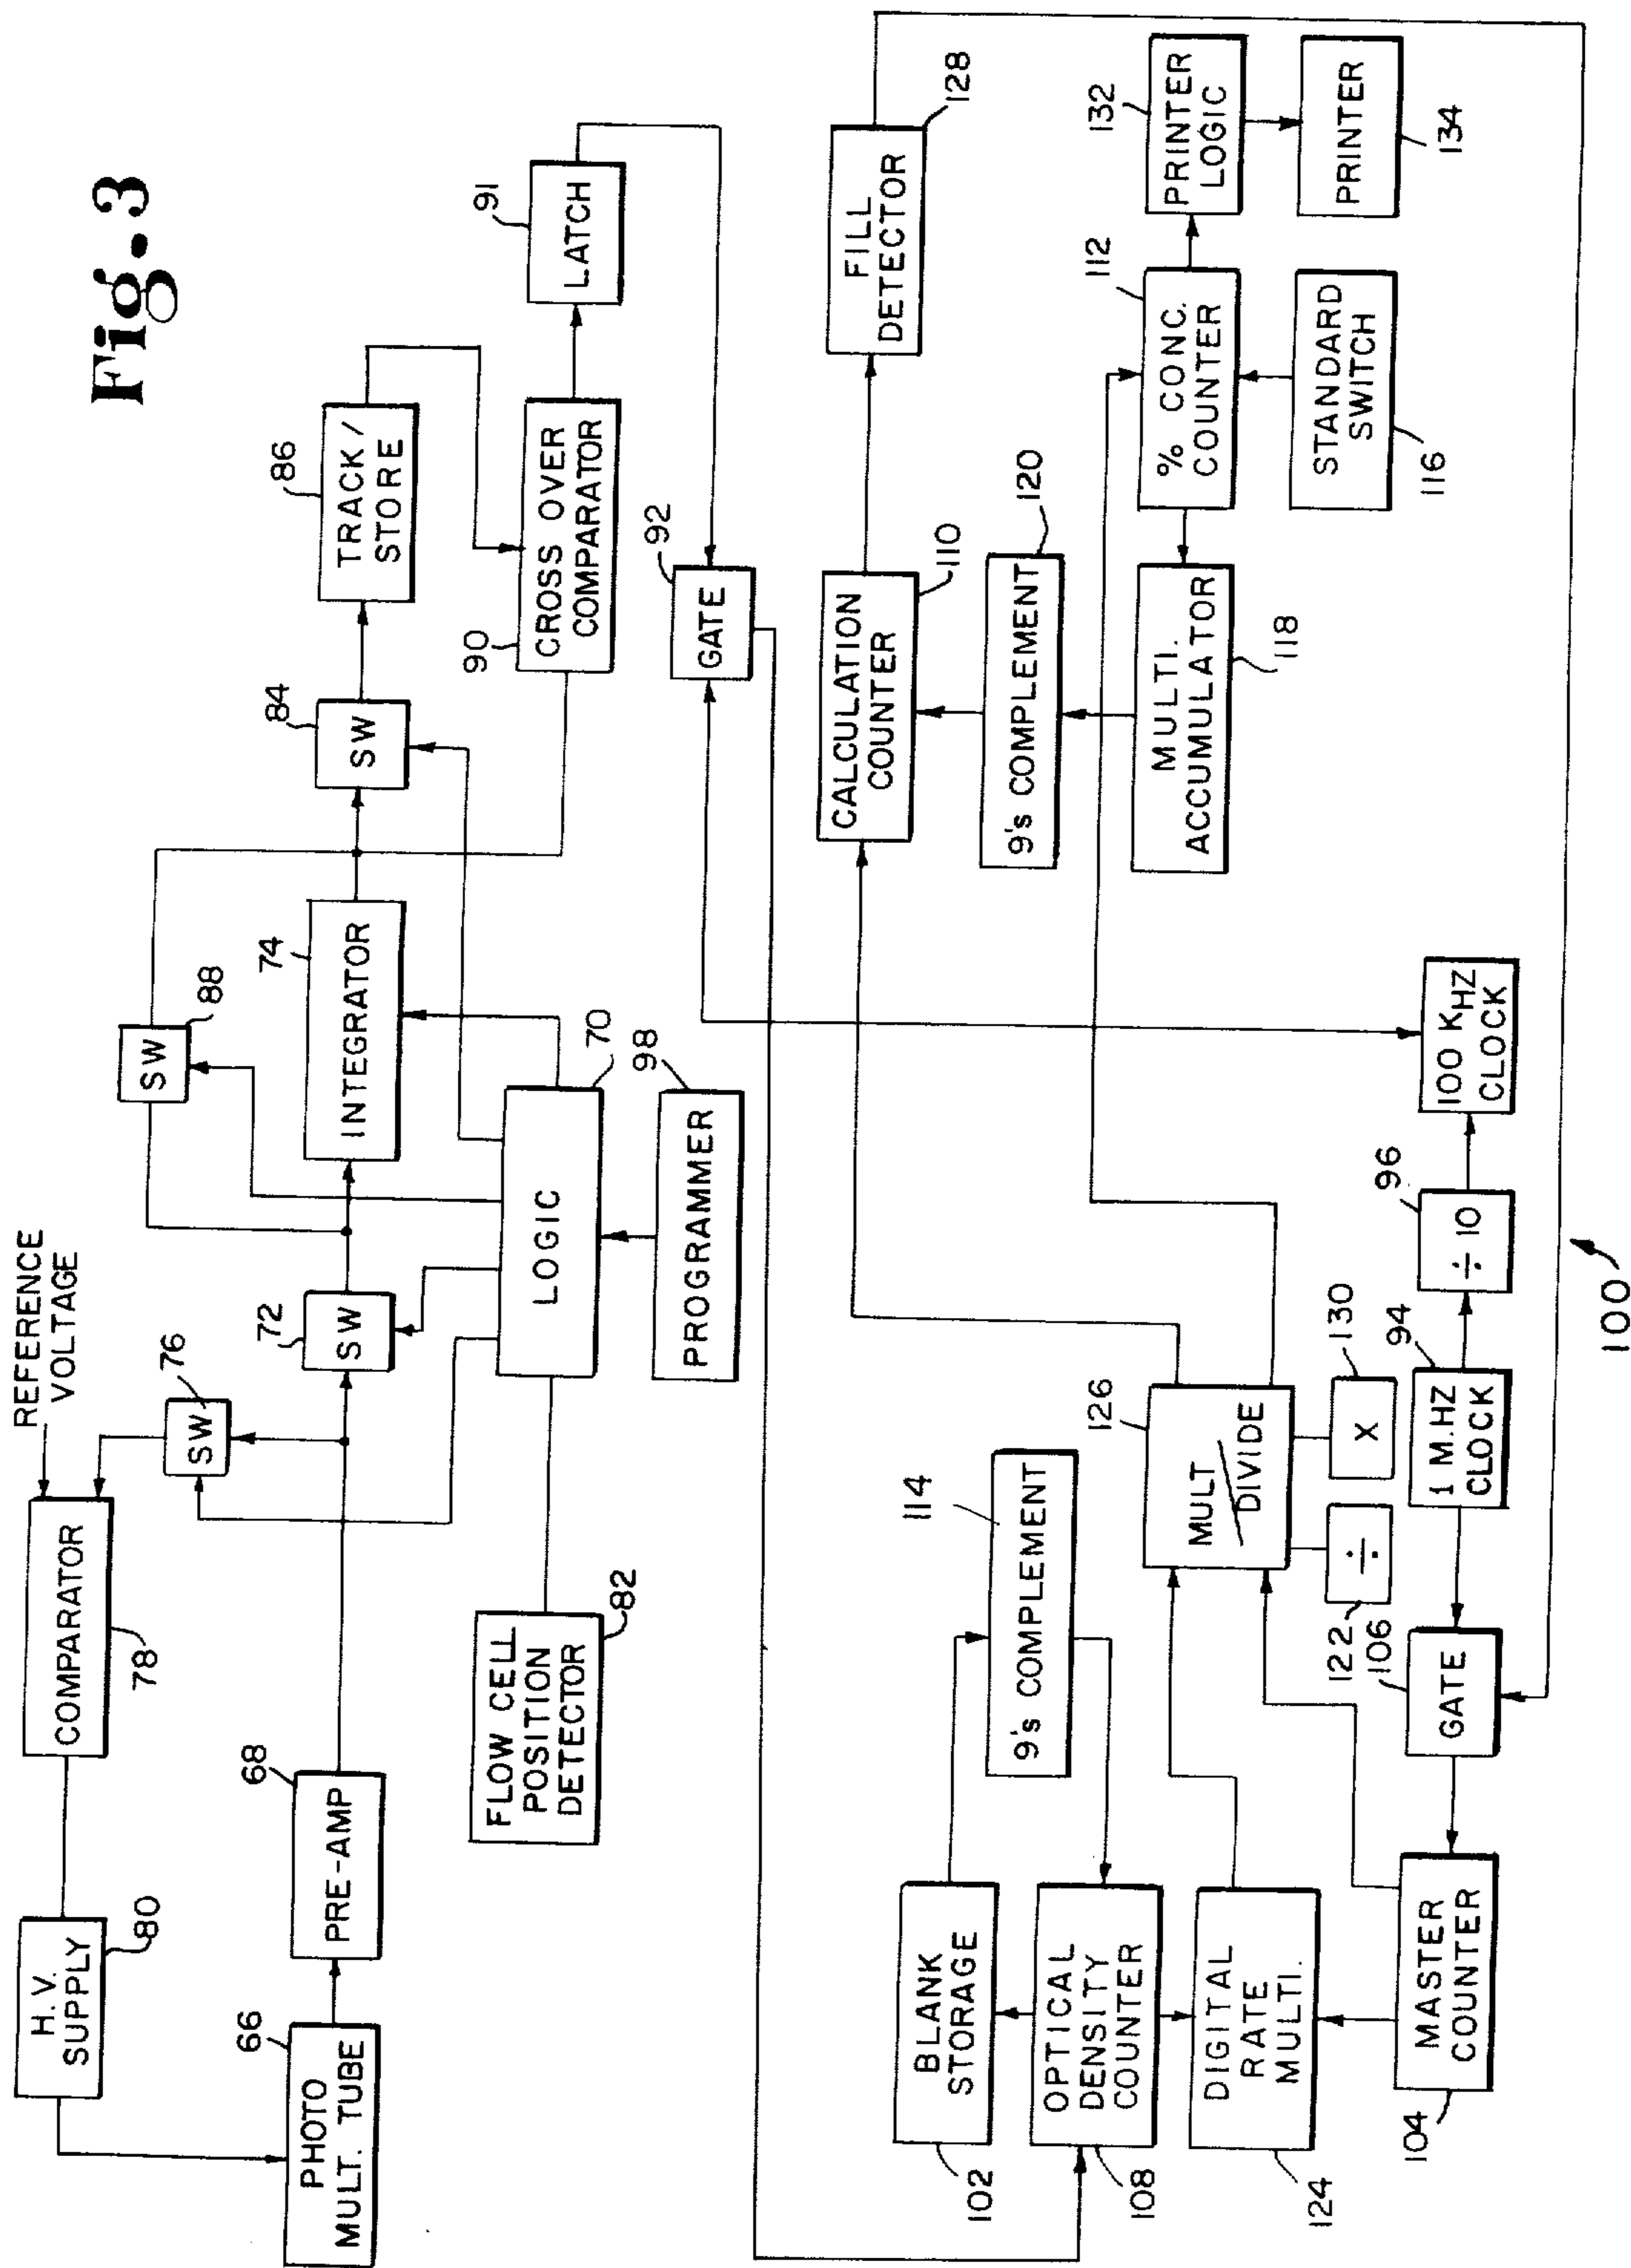 Fig-3
REFERENCE
VOLTAGE
H.V.
SUPPLY
80
COMPARATOR
78
SW
76
PHOTO
MULT. TUBE
66
PRE-AMP
68
SW
72
INTEGRATOR
74
SW
88
SW
84
TRACK/
STORE
86
FLOW CELL
POSITION
DETECTOR
82
LOGIC
70
PROGRAMMER
98
CROSS OVER
COMPARATOR
90
LATCH
91
GATE
92
BLANK
STORAGE
102
9's COMPLEMENT
114
OPTICAL
DENSITY
COUNTER
108
DIGITAL
RATE
MULTI.
124
MASTER
COUNTER
104
GATE
106
MULT
/DIVIDE
126
÷
122
X
130
1 M.HZ
CLOCK
94
÷ 10
96
100 KHZ
CLOCK
CALCULATION
COUNTER
110
9's COMPLEMENT
120
MULTI.
ACCUMULATOR
118
FILL
DETECTOR
128
% CONC.
COUNTER
112
STANDARD
SWITCH
116
PRINTER
LOGIC
132
PRINTER
134
100